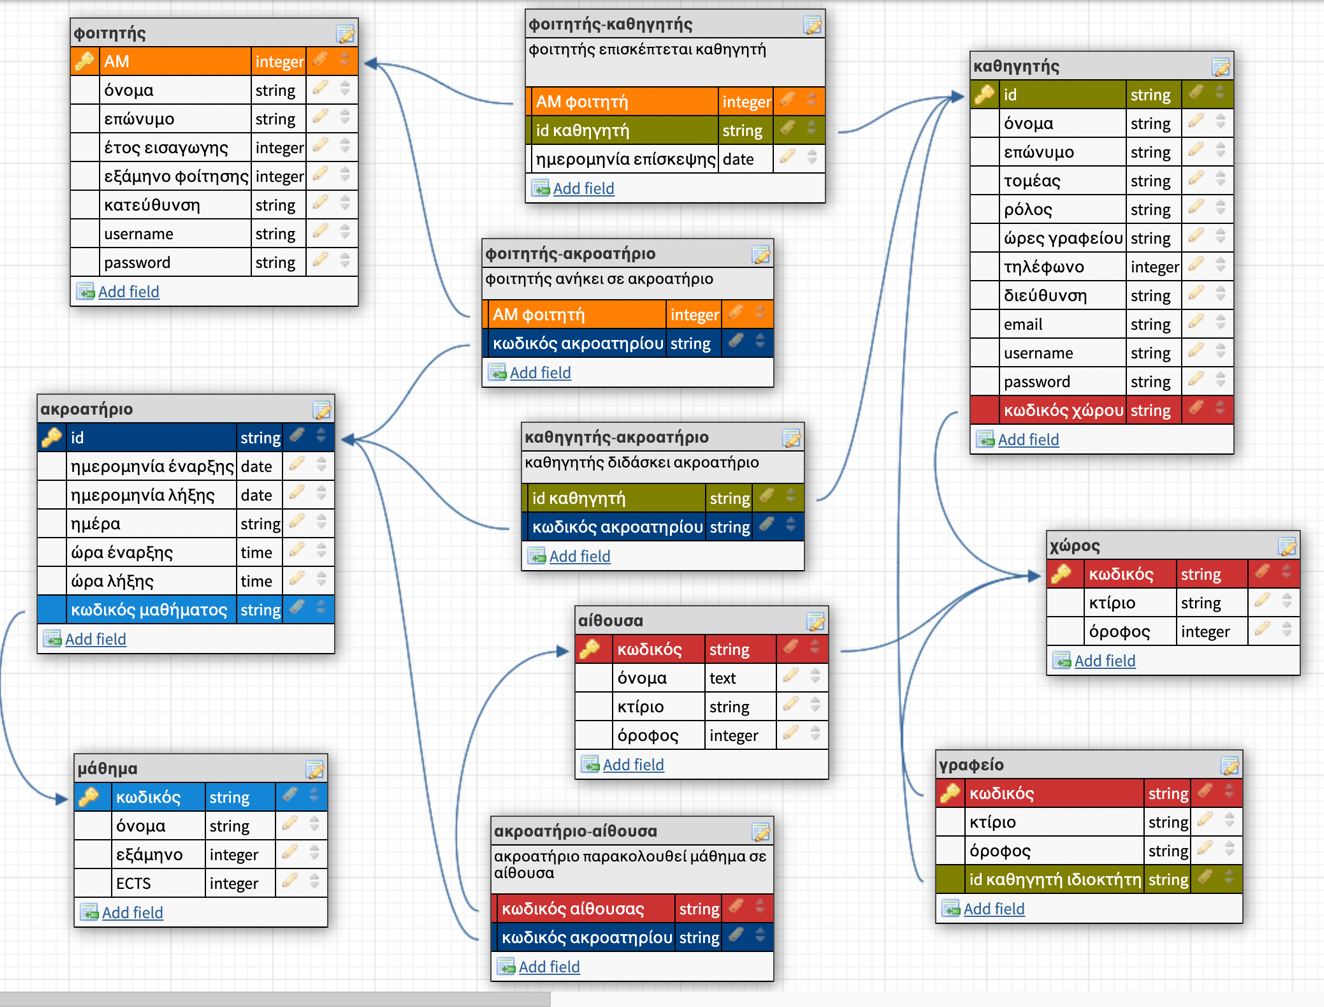 φοιτητής
ΑΜ integer
όνομα string
επώνυμο string
έτος εισαγωγης integer
εξάμηνο φοίτησης integer
κατεύθυνση string
username string
password string
Add field
φοιτητής-καθηγητής
φοιτητής επισκέπτεται καθηγητή
ΑΜ φοιτητή integer
id καθηγητή string
ημερομηνία επίσκεψης date
Add field
καθηγητής
id string
όνομα string
επώνυμο string
τομέας string
ρόλος string
ώρες γραφείου string
τηλέφωνο integer
διεύθυνση string
email string
username string
password string
κωδικός χώρου string
Add field
φοιτητής-ακροατήριο
φοιτητής ανήκει σε ακροατήριο
ΑΜ φοιτητή integer
κωδικός ακροατηρίου string
Add field
ακροατήριο
id string
ημερομηνία έναρξης date
ημερομηνία λήξης date
ημέρα string
ώρα έναρξης time
ώρα λήξης time
κωδικός μαθήματος string
Add field
καθηγητής-ακροατήριο
καθηγητής διδάσκει ακροατήριο
id καθηγητή string
κωδικός ακροατηρίου string
Add field
χώρος
κωδικός string
κτίριο string
όροφος integer
Add field
αίθουσα
κωδικός string
όνομα text
κτίριο string
όροφος integer
Add field
μάθημα
κωδικός string
όνομα string
εξάμηνο integer
ECTS integer
Add field
γραφείο
κωδικός string
κτίριο string
όροφος string
id καθηγητή ιδιοκτήτη string
Add field
ακροατήριο-αίθουσα
ακροατήριο παρακολουθεί μάθημα σε
αίθουσα
κωδικός αίθουσας string
κωδικός ακροατηρίου string
Add field